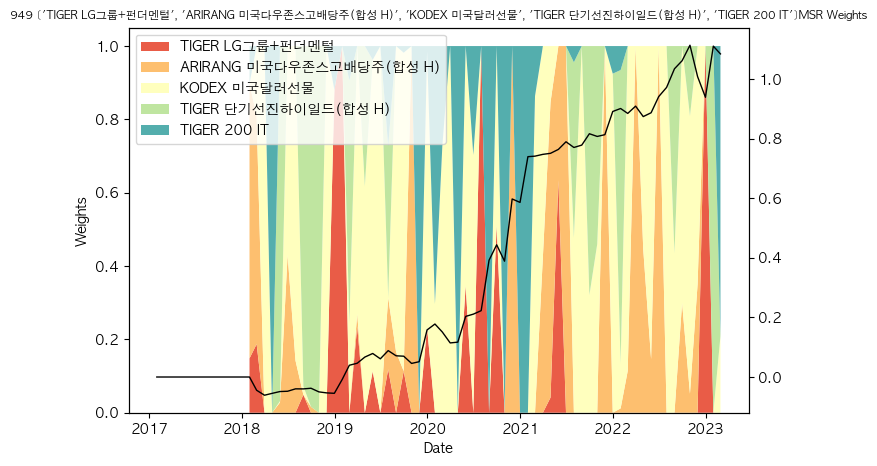 949 ['TIGER LG그룹+펀더멘털', 'ARIRANG 미국다우존스고배당주(합성 H)', 'KODEX 미국달러선물', 'TIGER 단기선진하이일드(합성 H)', 'TIGER 200 IT']MSR Weights
TIGER LG그룹+펀더멘털
ARIRANG 미국다우존스고배당주(합성 H)
KODEX 미국달러선물
TIGER 단기선진하이일드(합성 H)
TIGER 200 IT
Weights
1.0
0.8
0.6
0.4
0.2
0.0
1.0
0.8
0.6
0.4
0.2
0.0
2017 2018 2019 2020 2021 2022 2023
Date